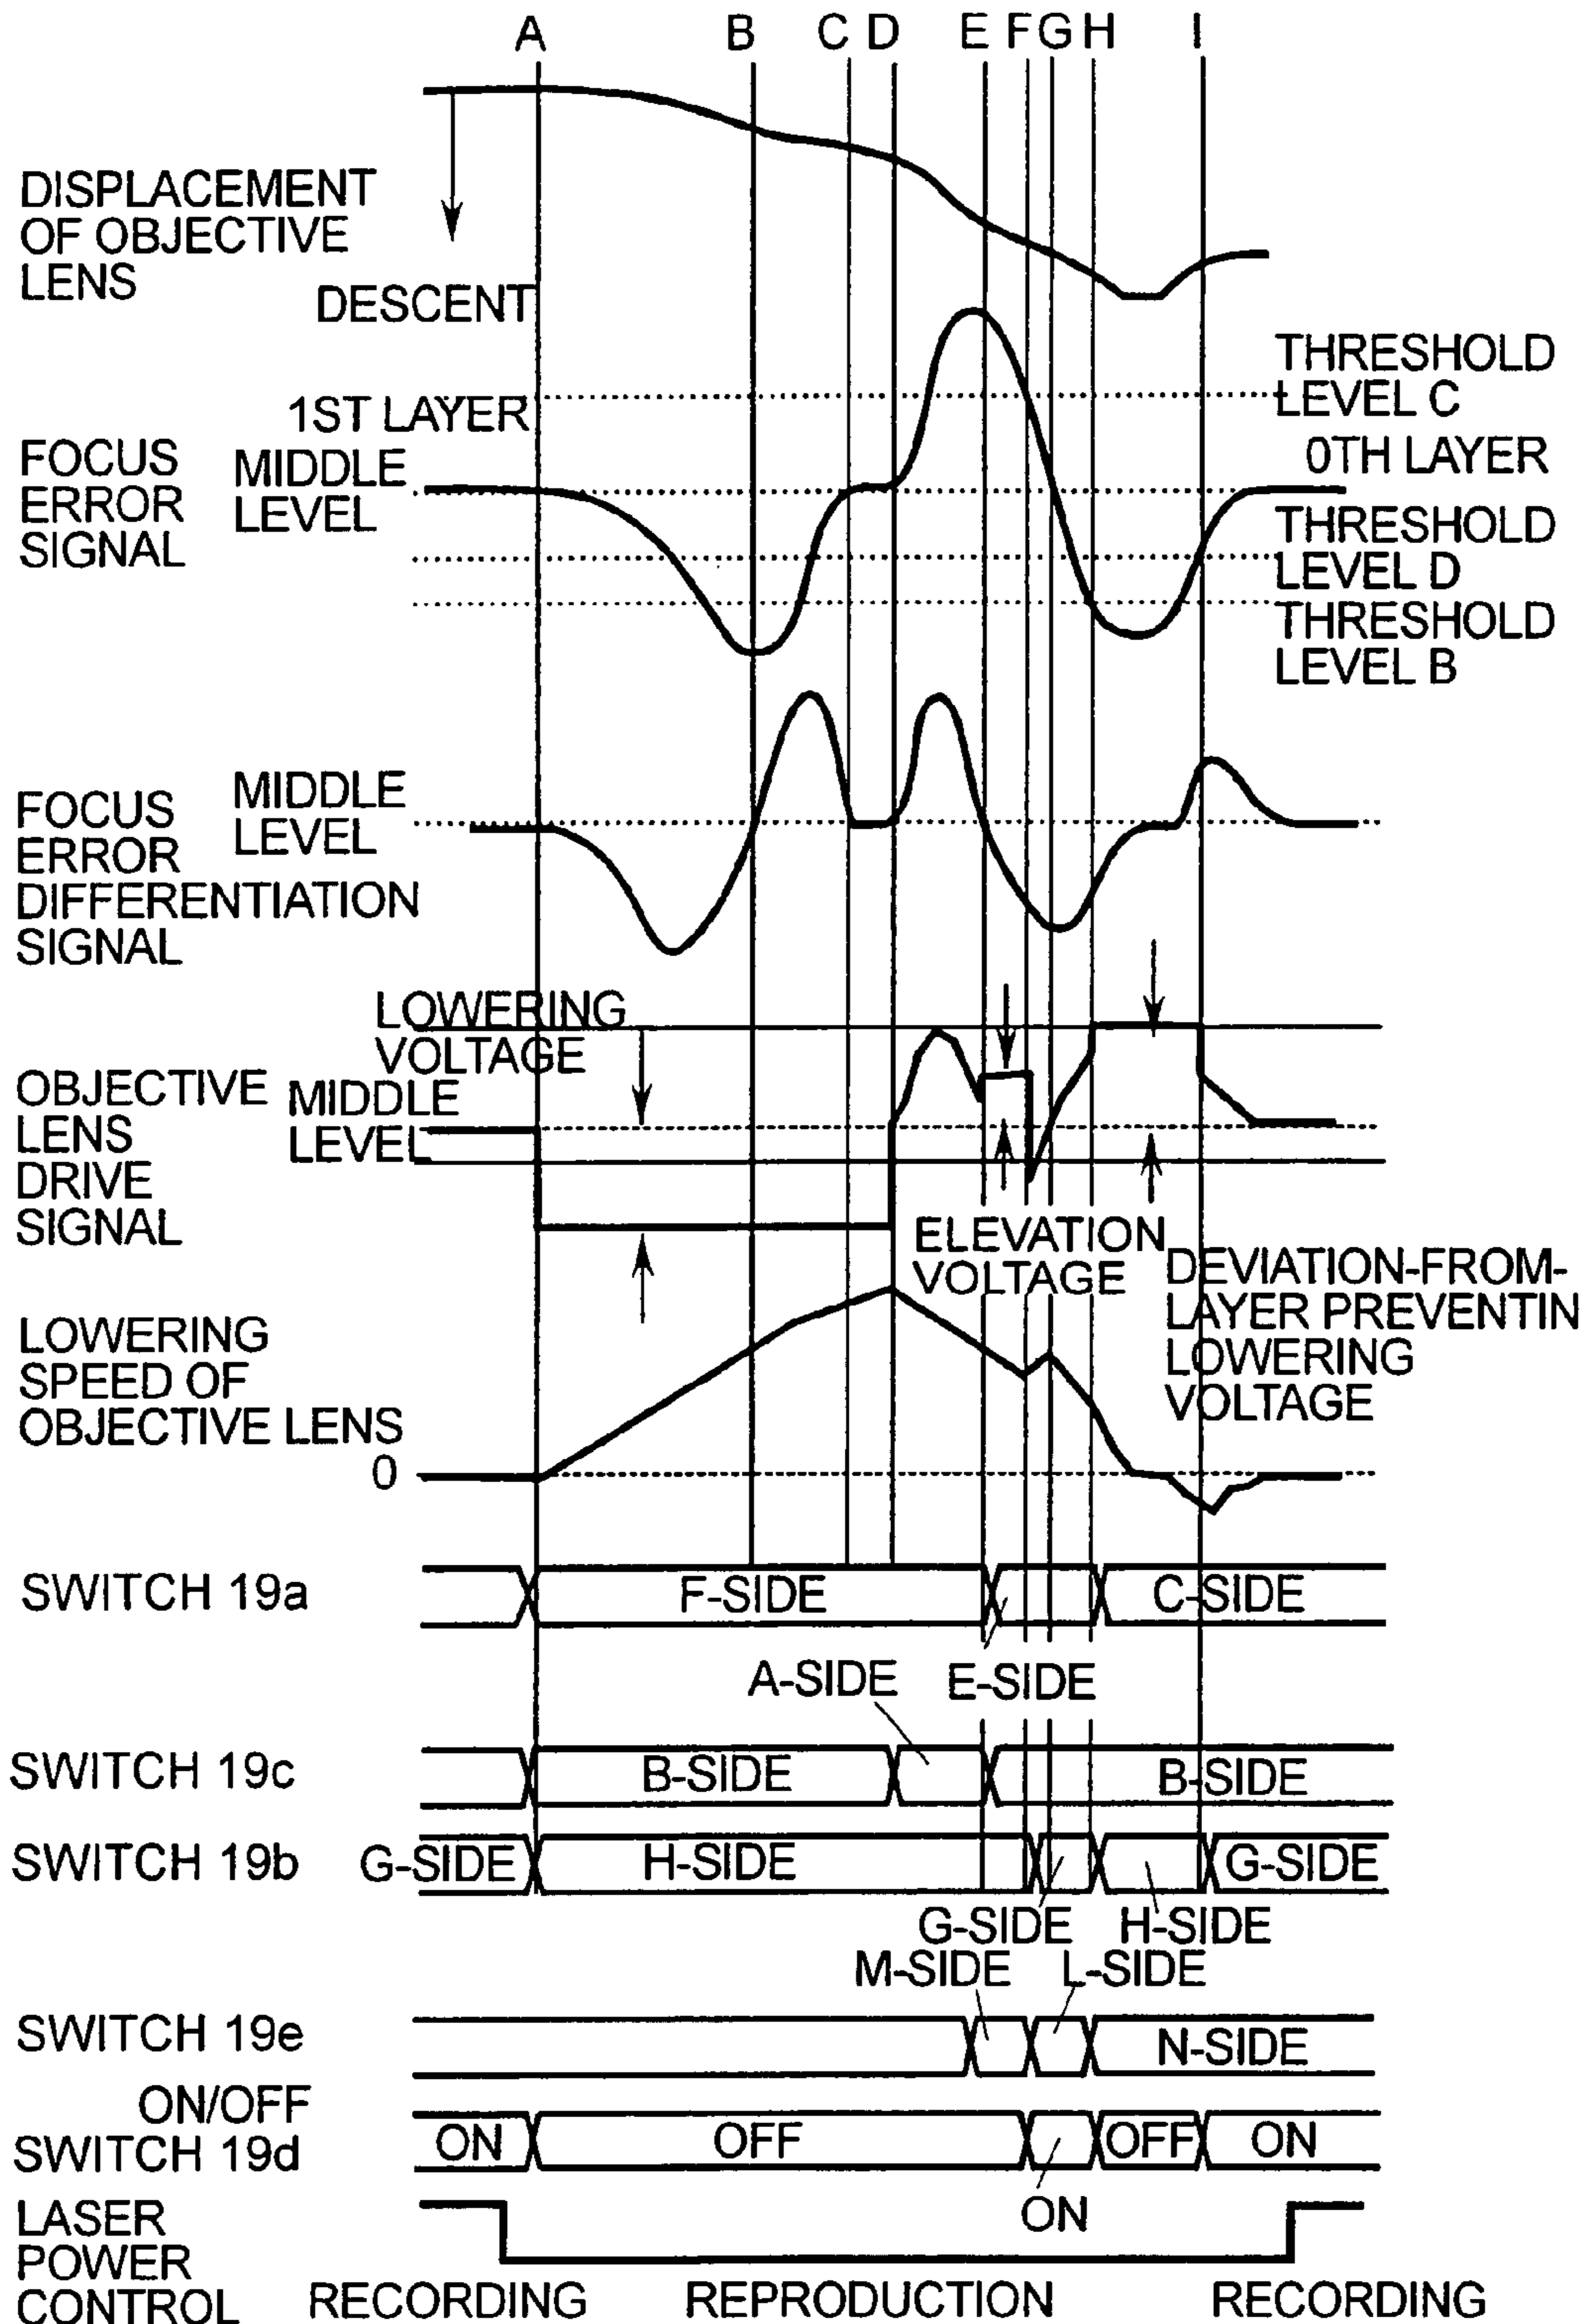 A B C D E F G H I
DISPLACEMENT
OF OBJECTIVE
LENS
DESCENT
THRESHOLD
LEVEL C
1ST LAYER
0TH LAYER
FOCUS
ERROR
SIGNAL
MIDDLE
LEVEL
THRESHOLD
LEVEL D
THRESHOLD
LEVEL B
MIDDLE
LEVEL
FOCUS
ERROR
DIFFERENTIATION
SIGNAL
LOWERING
VOLTAGE
OBJECTIVE
LENS
DRIVE
SIGNAL
MIDDLE
LEVEL
ELEVATION
VOLTAGE
DEVIATION-FROM-
LAYER PREVENTIN
LOWERING
VOLTAGE
LOWERING
SPEED OF
OBJECTIVE LENS
0
SWITCH 19a
F-SIDE
C-SIDE
A-SIDE
E-SIDE
SWITCH 19c
B-SIDE
B-SIDE
SWITCH 19b
G-SIDE
H-SIDE
G-SIDE
G-SIDE
H-SIDE
M-SIDE
L-SIDE
SWITCH 19e
N-SIDE
ON/OFF
SWITCH 19d
ON
OFF
OFF
ON
ON
LASER
POWER
CONTROL
RECORDING
REPRODUCTION
RECORDING